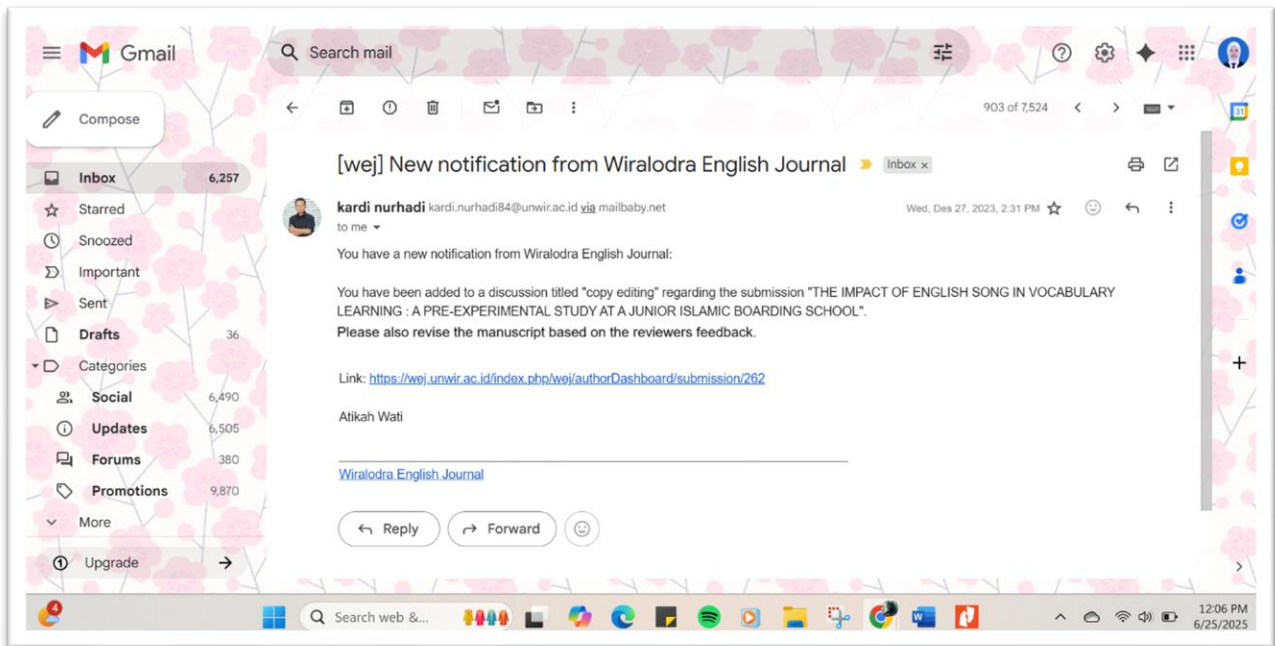 Gmail
Search mail
Compose
903 of 7,524
31
[wej] New notification from Wiralodra English Journal
Inbox x
Inbox 6,257
kardi nurhadi kardi.nurhadi84@unwir.ac.id via mailbaby.net
Wed, Des 27, 2023, 2:31 PM
Starred
to me
Snoozed
You have a new notification from Wiralodra English Journal:
Important
You have been added to a discussion titled "copy editing" regarding the submission "THE IMPACT OF ENGLISH SONG IN VOCABULARY
Sent
LEARNING : A PRE-EXPERIMENTAL STUDY AT A JUNIOR ISLAMIC BOARDING SCHOOL".
Drafts 36
Please also revise the manuscript based on the reviewers feedback.
Categories
Link: https://wej.unwir.ac.id/index.php/wej/authorDashboard/submission/262
Social 6,490
Atikah Wati
Updates 6,505
Forums 380
Wiralodra English Journal
Promotions 9,870
More
Reply
Forward
Upgrade
4
Search web &...
12:06 PM
6/25/2025